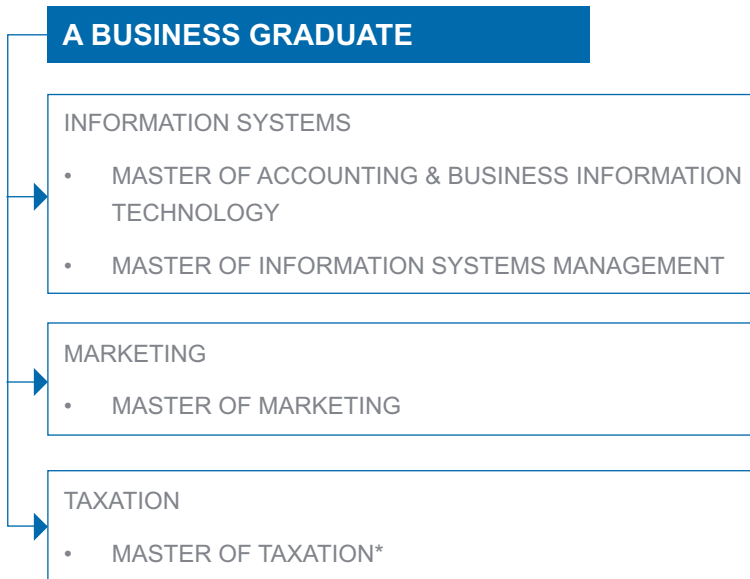 A BUSINESS GRADUATE
INFORMATION SYSTEMS
• MASTER OF ACCOUNTING & BUSINESS INFORMATION
TECHNOLOGY
• MASTER OF INFORMATION SYSTEMS MANAGEMENT
MARKETING
• MASTER OF MARKETING
TAXATION
• MASTER OF TAXATION*